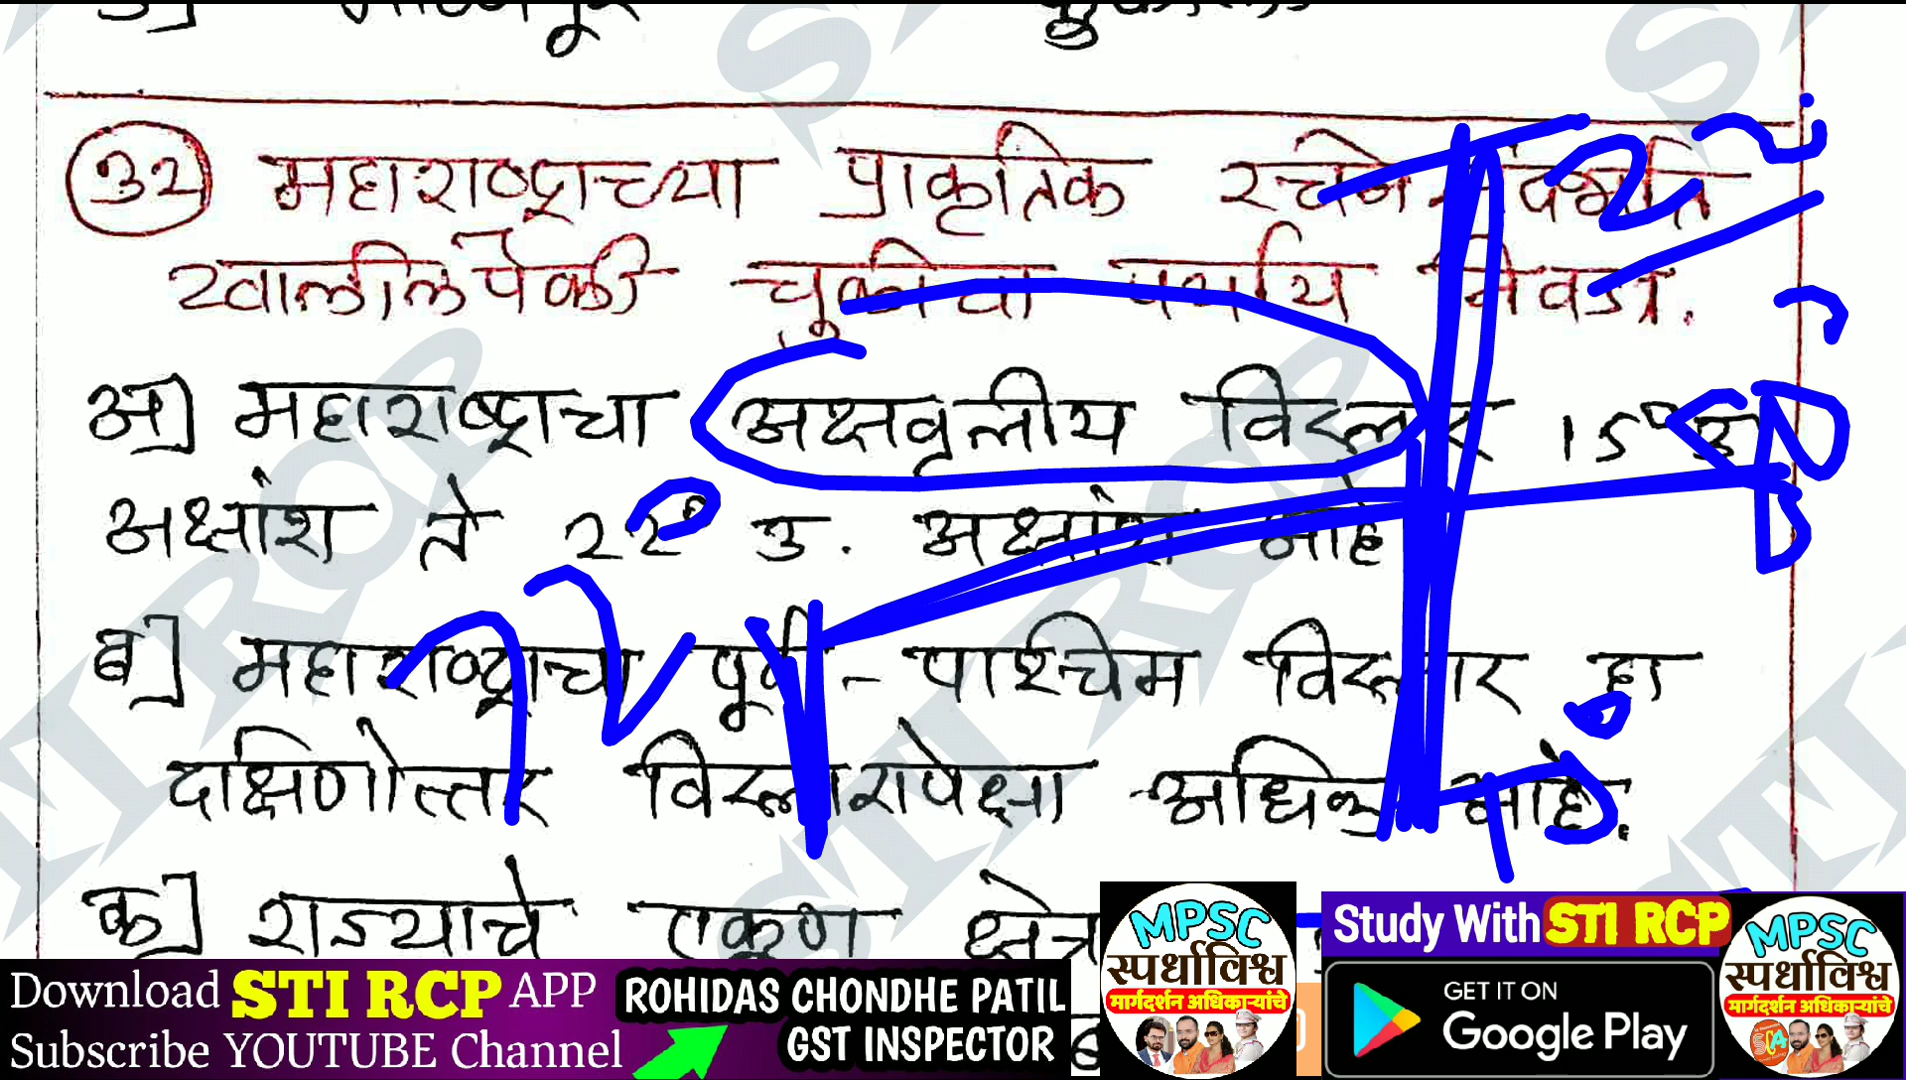 32 महाराष्ट्राच्या प्राकृतिक रचनेसंदर्भात
खालीलपैकी चूकीचा पर्याय निवडा.
अ] महाराष्ट्राचा अक्षवृत्तीय विस्तार 15° उ
अक्षांश ते 22° उ. अक्षांश आहे
ब] महाराष्ट्राचा पूर्व - पश्चिम विस्तार हा
दक्षिणोत्तर विस्तारापेक्षा अधिक आहे.
क] राज्याचे एकूण क्षेत्र
Download STI RCP APP
Subscribe YOUTUBE Channel
ROHIDAS CHONDHE PATIL
GST INSPECTOR
MPSC
स्पर्धाविश्व
मार्गदर्शन अधिकाऱ्यांचे
Study With STI RCP
GET IT ON
Google Play
MPSC
स्पर्धाविश्व
मार्गदर्शन अधिकाऱ्यांचे